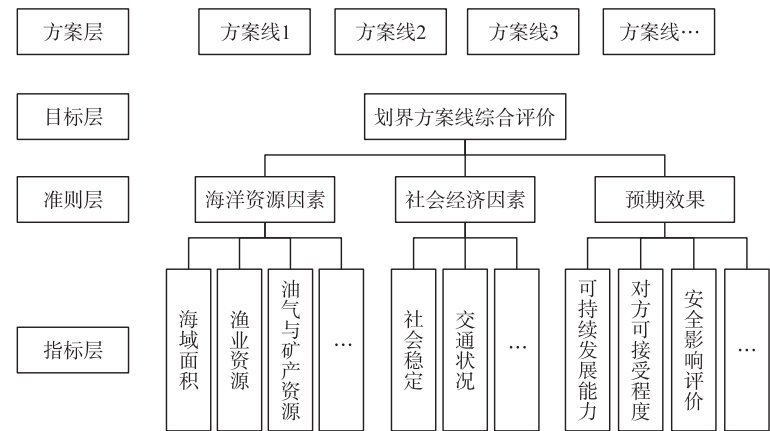 方案层
方案线1
方案线2
方案线3
方案线…
目标层
划界方案线综合评价
准则层
海洋资源因素
社会经济因素
预期效果
指标层
海域面积
渔业资源
油气与矿产资源
…
社会稳定
交通状况
…
可持续发展能力
对方可接受程度
安全影响评价
…